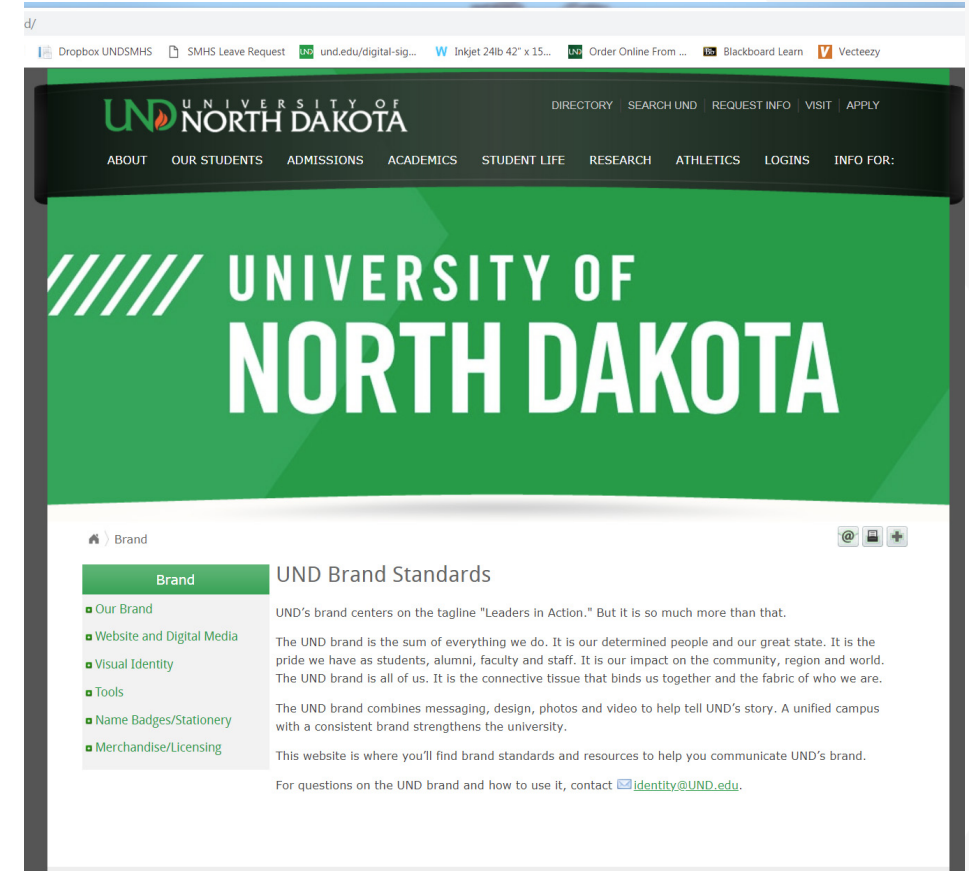 d/
Dropbox UNDSMHS SMHS Leave Request UND und.edu/digital-sig... W Inkjet 24lb 42" x 15... UND Order Online From ... Bb Blackboard Learn V Vecteezy
UND UNIVERSITY OF
NORTH DAKOTA
DIRECTORY | SEARCH UND | REQUEST INFO | VISIT | APPLY
ABOUT OUR STUDENTS ADMISSIONS ACADEMICS STUDENT LIFE RESEARCH ATHLETICS LOGINS INFO FOR:
UNIVERSITY OF
NORTH DAKOTA
Brand
@
Brand
Our Brand
Website and Digital Media
Visual Identity
Tools
Name Badges/Stationery
Merchandise/Licensing
UND Brand Standards
UND's brand centers on the tagline "Leaders in Action." But it is so much more than that.
The UND brand is the sum of everything we do. It is our determined people and our great state. It is the
pride we have as students, alumni, faculty and staff. It is our impact on the community, region and world.
The UND brand is all of us. It is the connective tissue that binds us together and the fabric of who we are.
The UND brand combines messaging, design, photos and video to help tell UND's story. A unified campus
with a consistent brand strengthens the university.
This website is where you'll find brand standards and resources to help you communicate UND's brand.
For questions on the UND brand and how to use it, contact identity@UND.edu.